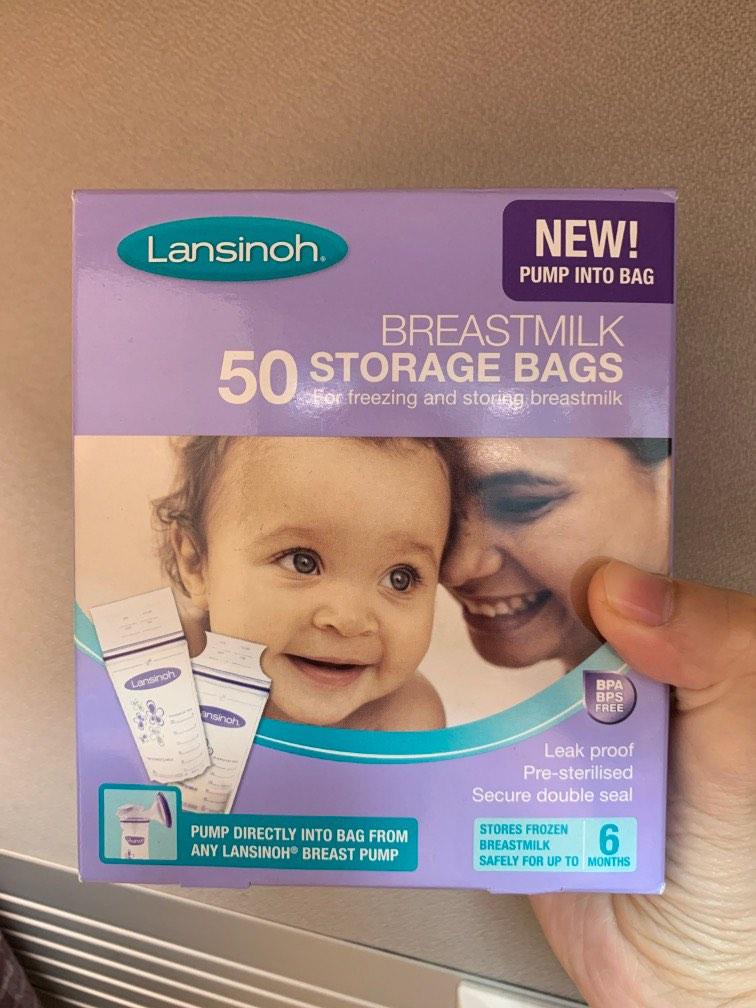 Lansinoh®
NEW!
PUMP INTO BAG
BREASTMILK
50 STORAGE BAGS
For freezing and storing breastmilk
Lansinoh
ansinoh
BPA
BPS
FREE
Leak proof
Pre-sterilised
Secure double seal
PUMP DIRECTLY INTO BAG FROM
ANY LANSINOH® BREAST PUMP
STORES FROZEN
BREASTMILK
SAFELY FOR UP TO
6
MONTHS